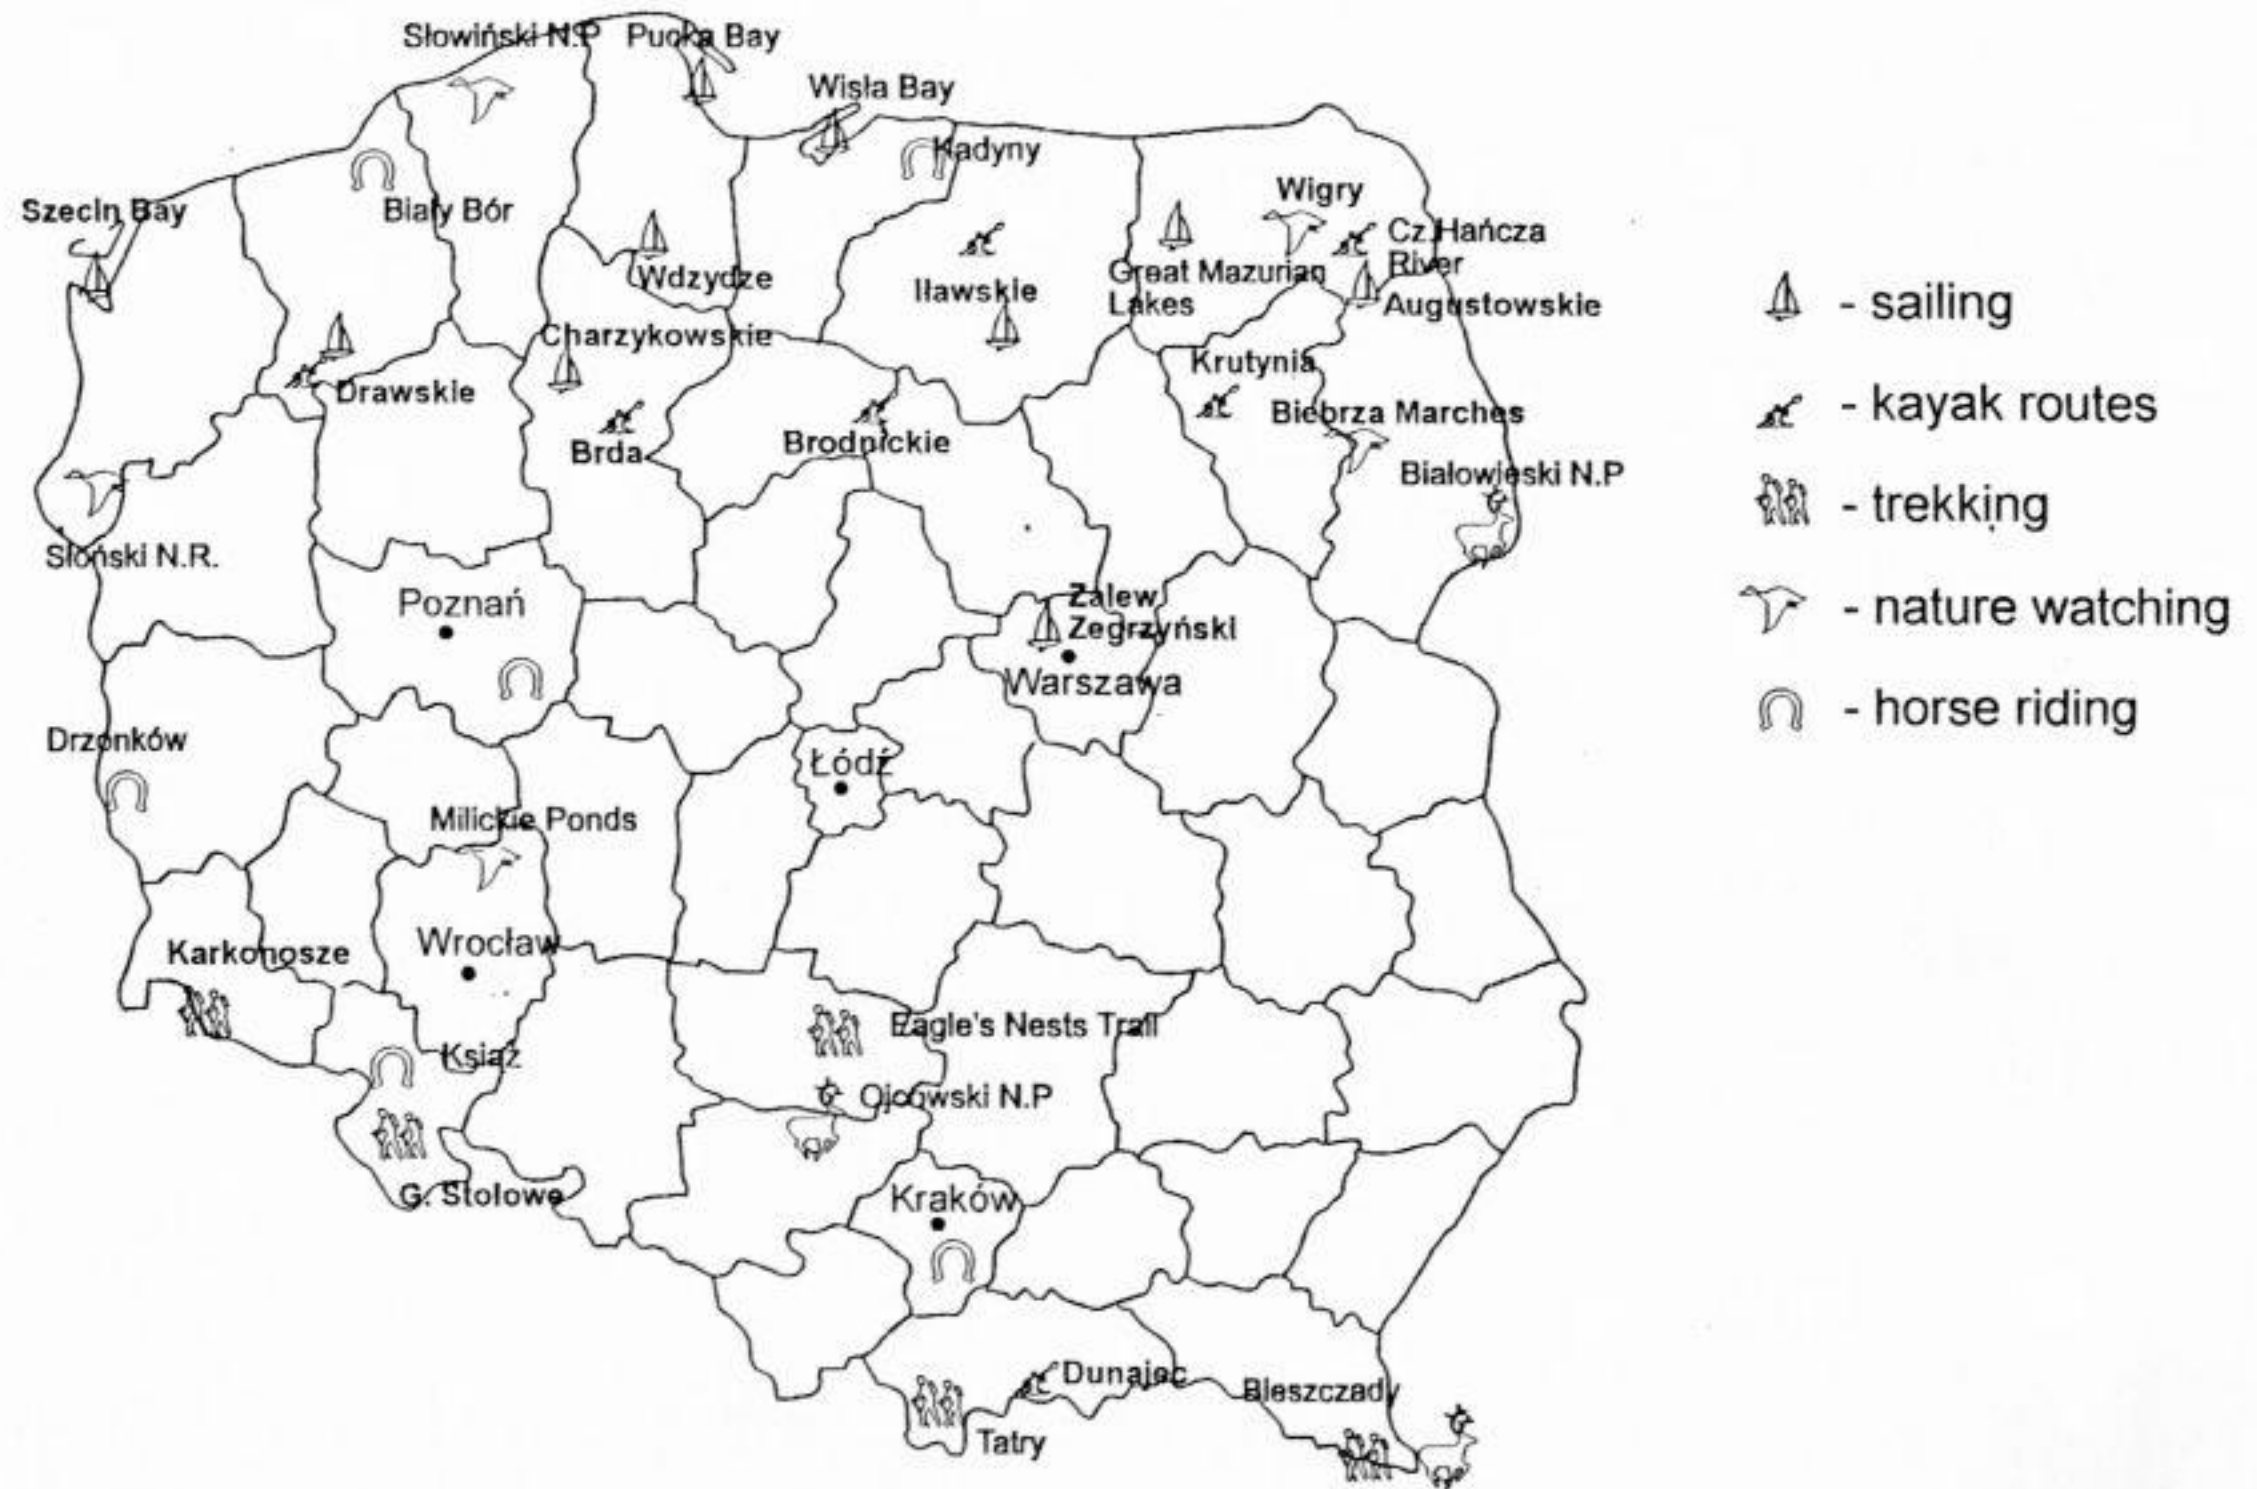 Słowiński N.P
Pucka Bay
Wisła Bay
Kadyny
Szecin Bay
Biały Bór
Wigry
Cz.Hańcza
River
Wdzydze
Iławskie
Great Mazurian
Lakes
Augustowskie
Charzykowskie
Krutynia
Drawskie
Biebrza Marches
Brda
Brodnickie
Białowieski N.P
Słoński N.R.
Poznań
Zalew
Zegrzyński
Warszawa
Drzonków
Łódź
Milickie Ponds
Karkonosze
Wrocław
Eagle's Nests Trail
Książ
Ojcowski N.P
G. Stołowe
Kraków
Dunajec
Bieszczady
Tatry
- sailing
- kayak routes
- trekking
- nature watching
- horse riding